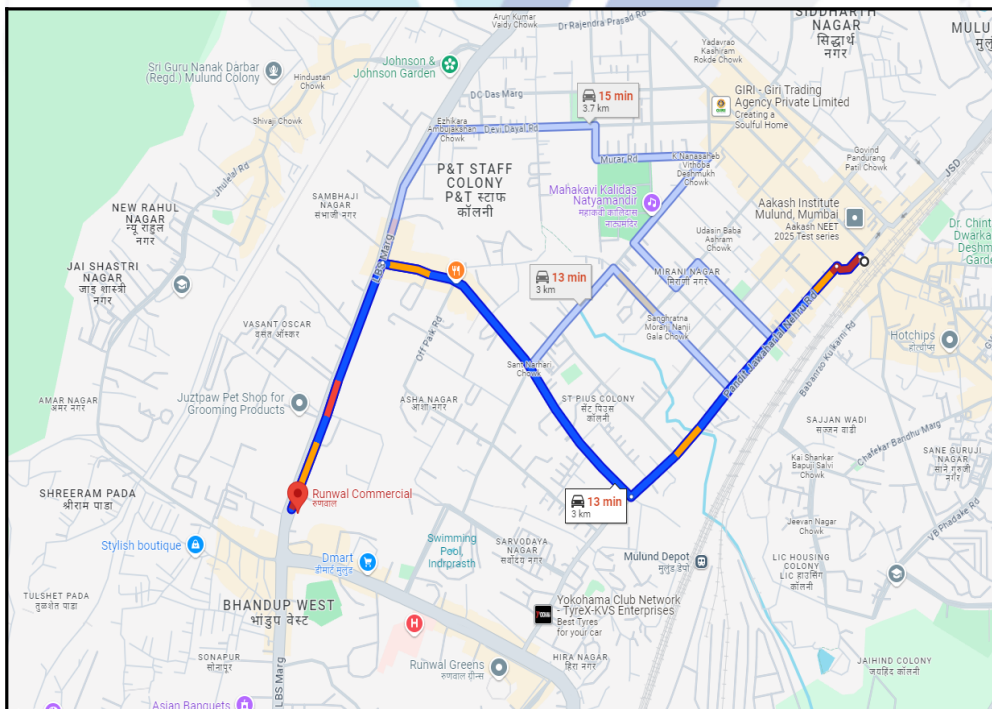 SIDDHARTH
NAGAR
सिद्धार्थ
नगर
Arun Kumar
Vaidy Chowk
Dr Rajendra Prasad Rd
Yadavrao
Kashiram
Rokde Chowk
Sri Guru Nanak Darbar
(Regd.) Mulund Colony
Hindustan
Chowk
Johnson &
Johnson Garden
DC Das Marg
15 min
3.7 km
GIRI - Giri Trading
Agency Private Limited
Creating a
Soulful Home
Shivaji Chowk
Ezhikara
Ambujakshan
Chowk
Devi Dayal Rd
Murar Rd
K Nanasaheb
Vithoba
Deshmukh
Chowk
Govind
Pandurang
Patil Chowk
JSD
Jhulelal Rd
P&T STAFF
COLONY
P&T स्टाफ
कॉलनी
SAMBHAJI
NAGAR
संभाजी नगर
Mahakavi Kalidas
Natyamandir
महाकवी कालिदास
नाट्यमंदिर
Aakash Institute
Mulund, Mumbai
Aakash NEET
2025 Test series
NEW RAHUL
NAGAR
न्यू राहुल
नगर
LBS Marg
Udasin Baba
Ashram
Chowk
Dr. Chint
Dwarka
Deshm
Garde
JAI SHASTRI
NAGAR
जाई शास्त्री
नगर
13 min
3 km
MIRANI NAGAR
मिराणी नगर
VASANT OSCAR
वसंत ऑस्कर
Off Paik Rd
Sanghratna
Moraji Nanji
Gala Chowk
Pandit Jawaharlal Nehru Rd
Babanrao Kulkarni Rd
Hotchips
हॉटचिप्स
Sant Narhari
Chowk
Juztpaw Pet Shop for
Grooming Products
ASHA NAGAR
आशा नगर
ST PIUS COLONY
सेंट पिउस
कॉलनी
AMAR NAGAR
अमर नगर
SAJJAN WADI
सज्जन वाडी
Chafekar Bandhu Marg
SANE GURUJI
NAGAR
साने गुरुजी
नगर
Kai Shankar
Bapuji Salvi
Chowk
SHREERAM PADA
श्रीराम पाडा
Runwal Commercial
रुणवाल
13 min
3 km
Jeevan Nagar
Chowk
VB Phadake Rd
Stylish boutique
Dmart
डीमार्ट मुलुंड
Swimming
Pool,
Indrprasth
SARVODAYA
NAGAR
सर्वोदय नगर
Mulund Depot
मुलुंड डेपो
LIC HOUSING
COLONY
LIC हाउसिंग
कॉलनी
TULSHET PADA
तुळशेत पाडा
BHANDUP WEST
भांडुप वेस्ट
Yokohama Club Network
- TyreX-KVS Enterprises
Best Tyres
for your car
SONAPUR
सोनापूर
LBS Marg
Runwal Greens
रुणवाल ग्रीन्स
HIRA NAGAR
हिरा नगर
JAIHIND COLONY
जयहिंद कॉलनी
Asian Banquets